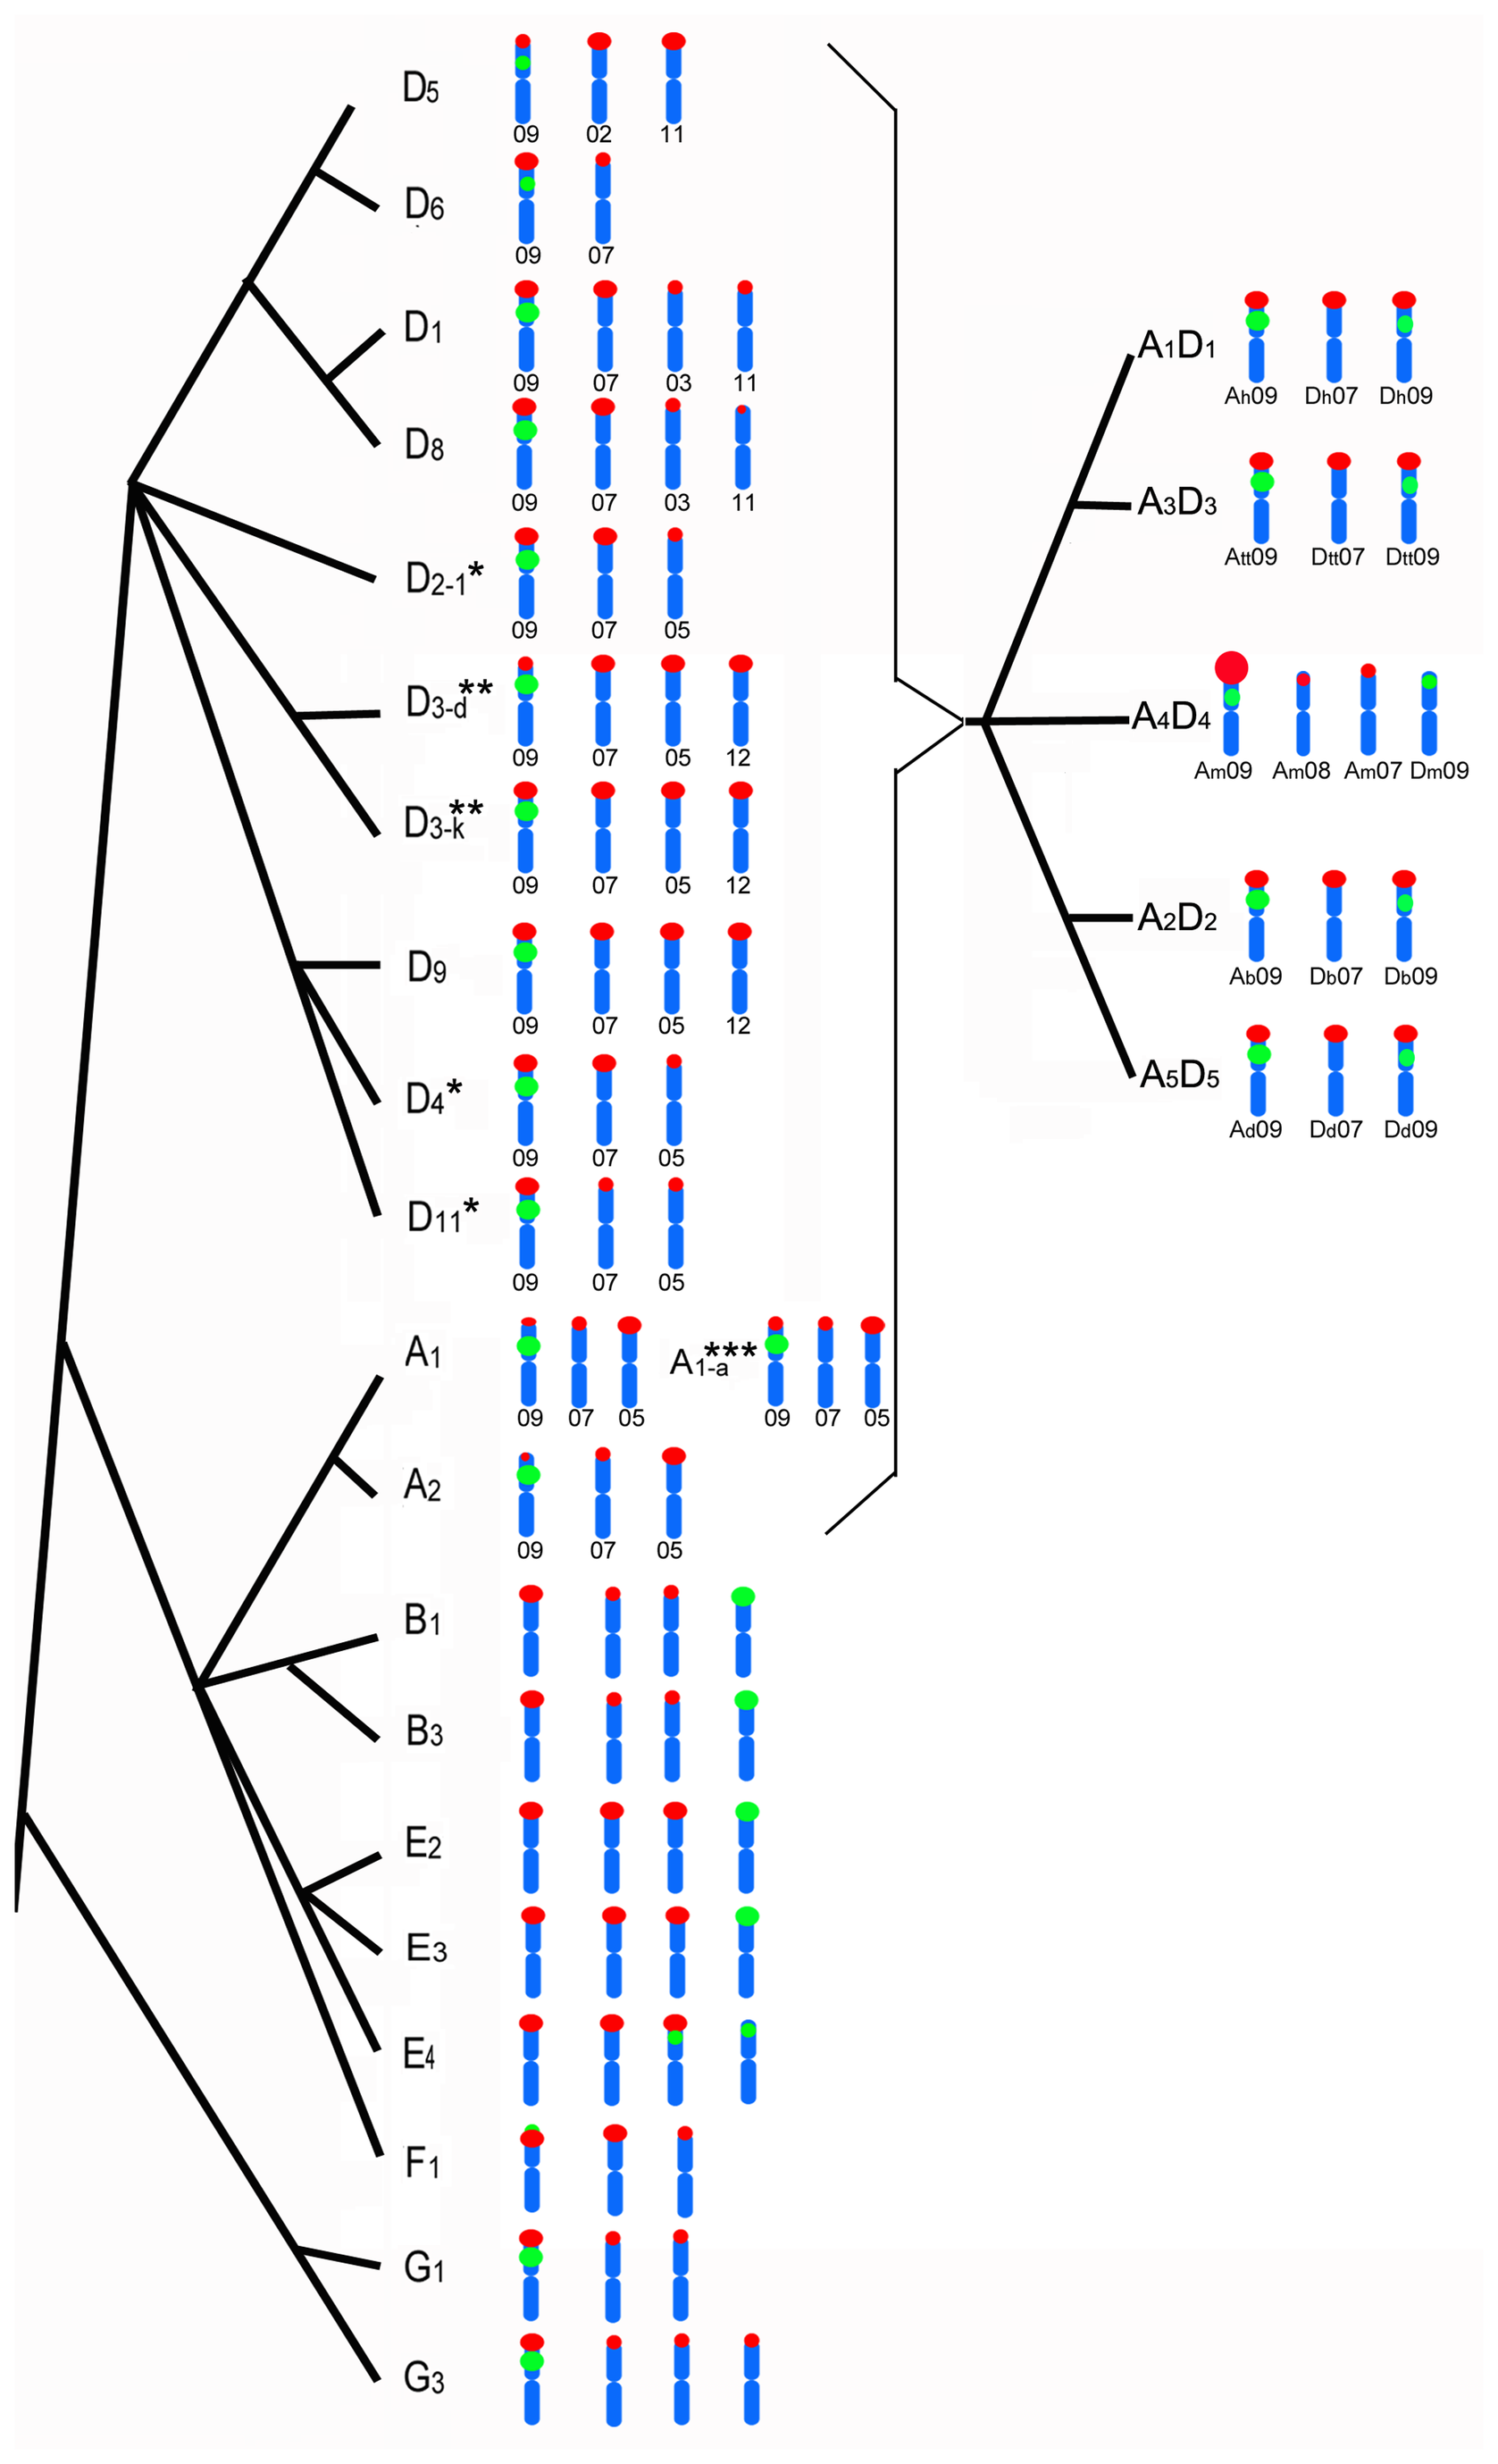 D5
09 02 11
D6
09 07
D1
09 07 03 11
D8
09 07 03 11
D2-1*
09 07 05
D3-d**
09 07 05 12
D3-k**
09 07 05 12
D9
09 07 05 12
D4*
09 07 05
D11*
09 07 05
A1
09 07 05
A1-a***
09 07 05
A2
09 07 05
B1
B3
E2
E3
E4
F1
G1
G3
A1D1
Ah09 Dh07 Dh09
A3D3
Att09 Dtt07 Dtt09
A4D4
Am09 Am08 Am07 Dm09
A2D2
Ab09 Db07 Db09
A5D5
Ad09 Dd07 Dd09